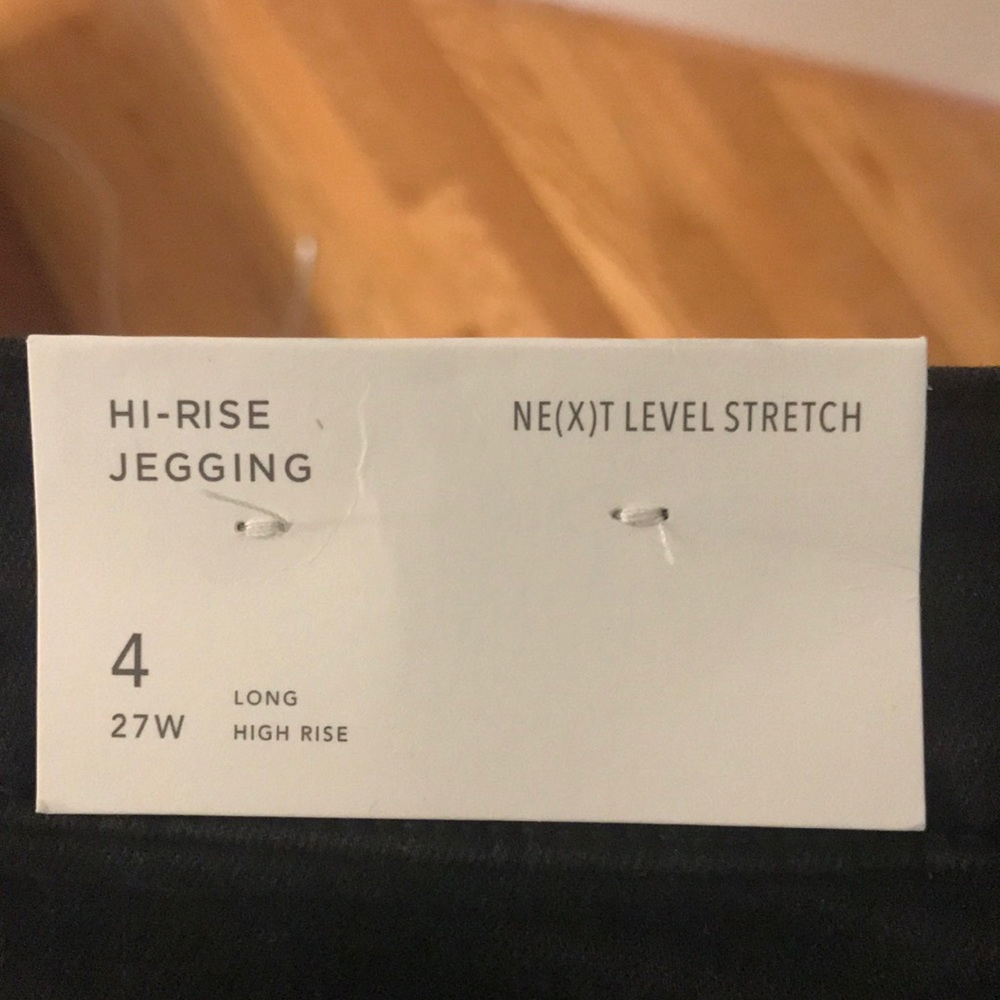 HI-RISE
JEGGING
NE(X)T LEVEL STRETCH
4
27W
LONG
HIGH RISE